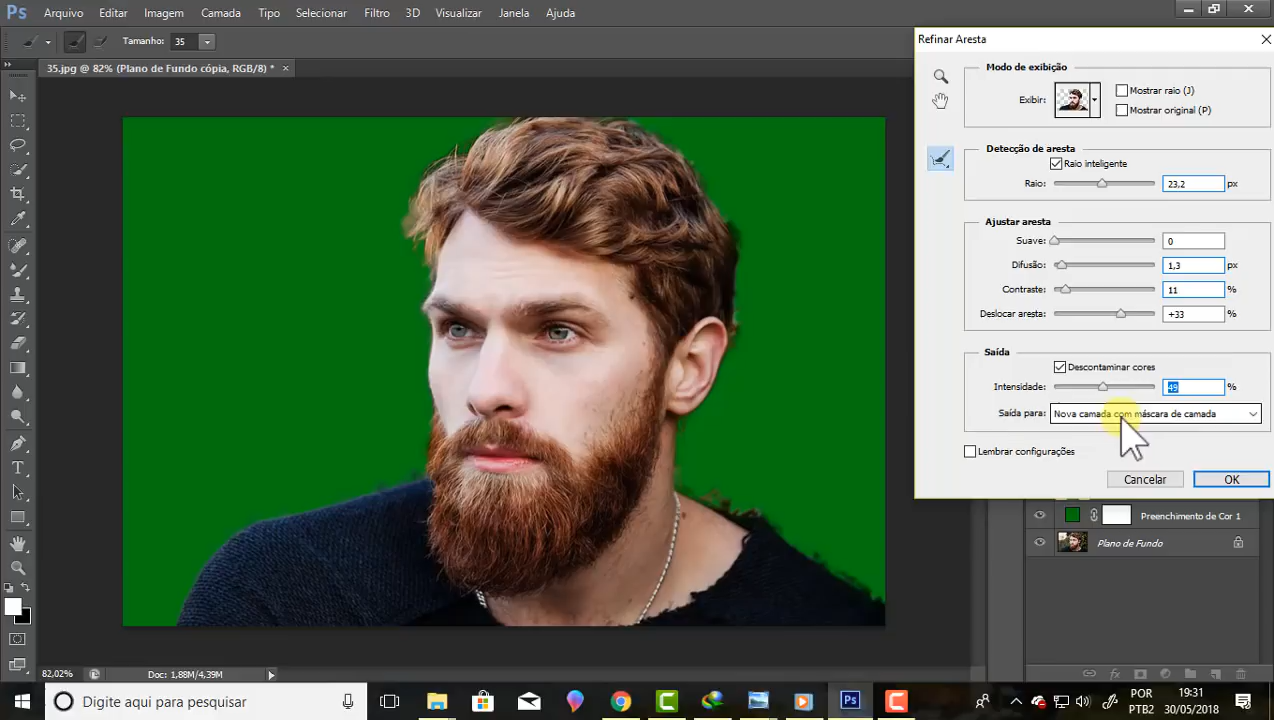 Ps Arquivo Editar Imagem Camada Tipo Selecionar Filtro 3D Visualizar Janela Ajuda
Tamanho: 35
35.jpg @ 82% (Plano de Fundo cópia, RGB/8) *
Refinar Aresta
Modo de exibição
Exibir:
Mostrar raio (J)
Mostrar original (P)
Detecção de aresta
Raio inteligente
Raio: 23,2 px
Ajustar aresta
Suave: 0
Difusão: 1,3 px
Contraste: 11 %
Deslocar aresta: +33 %
Saída
Descontaminar cores
Intensidade: 49 %
Saída para: Nova camada com máscara de camada
Lembrar configurações
Cancelar OK
Preenchimento de Cor 1
Plano de Fundo
T
82,02% Doc: 1,88M/4,39M
Digite aqui para pesquisar
Ps
POR
PTB2
19:31
30/05/2018